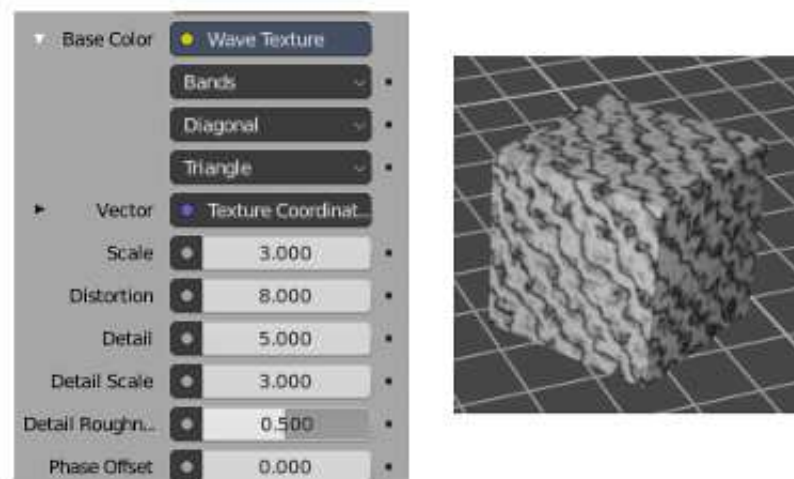 Base Color Wave Texture
Bands
Diagonal
Triangle
Vector Texture Coordinat...
Scale 3.000
Distortion 8.000
Detail 5.000
Detail Scale 3.000
Detail Roughn... 0.500
Phase Offset 0.000